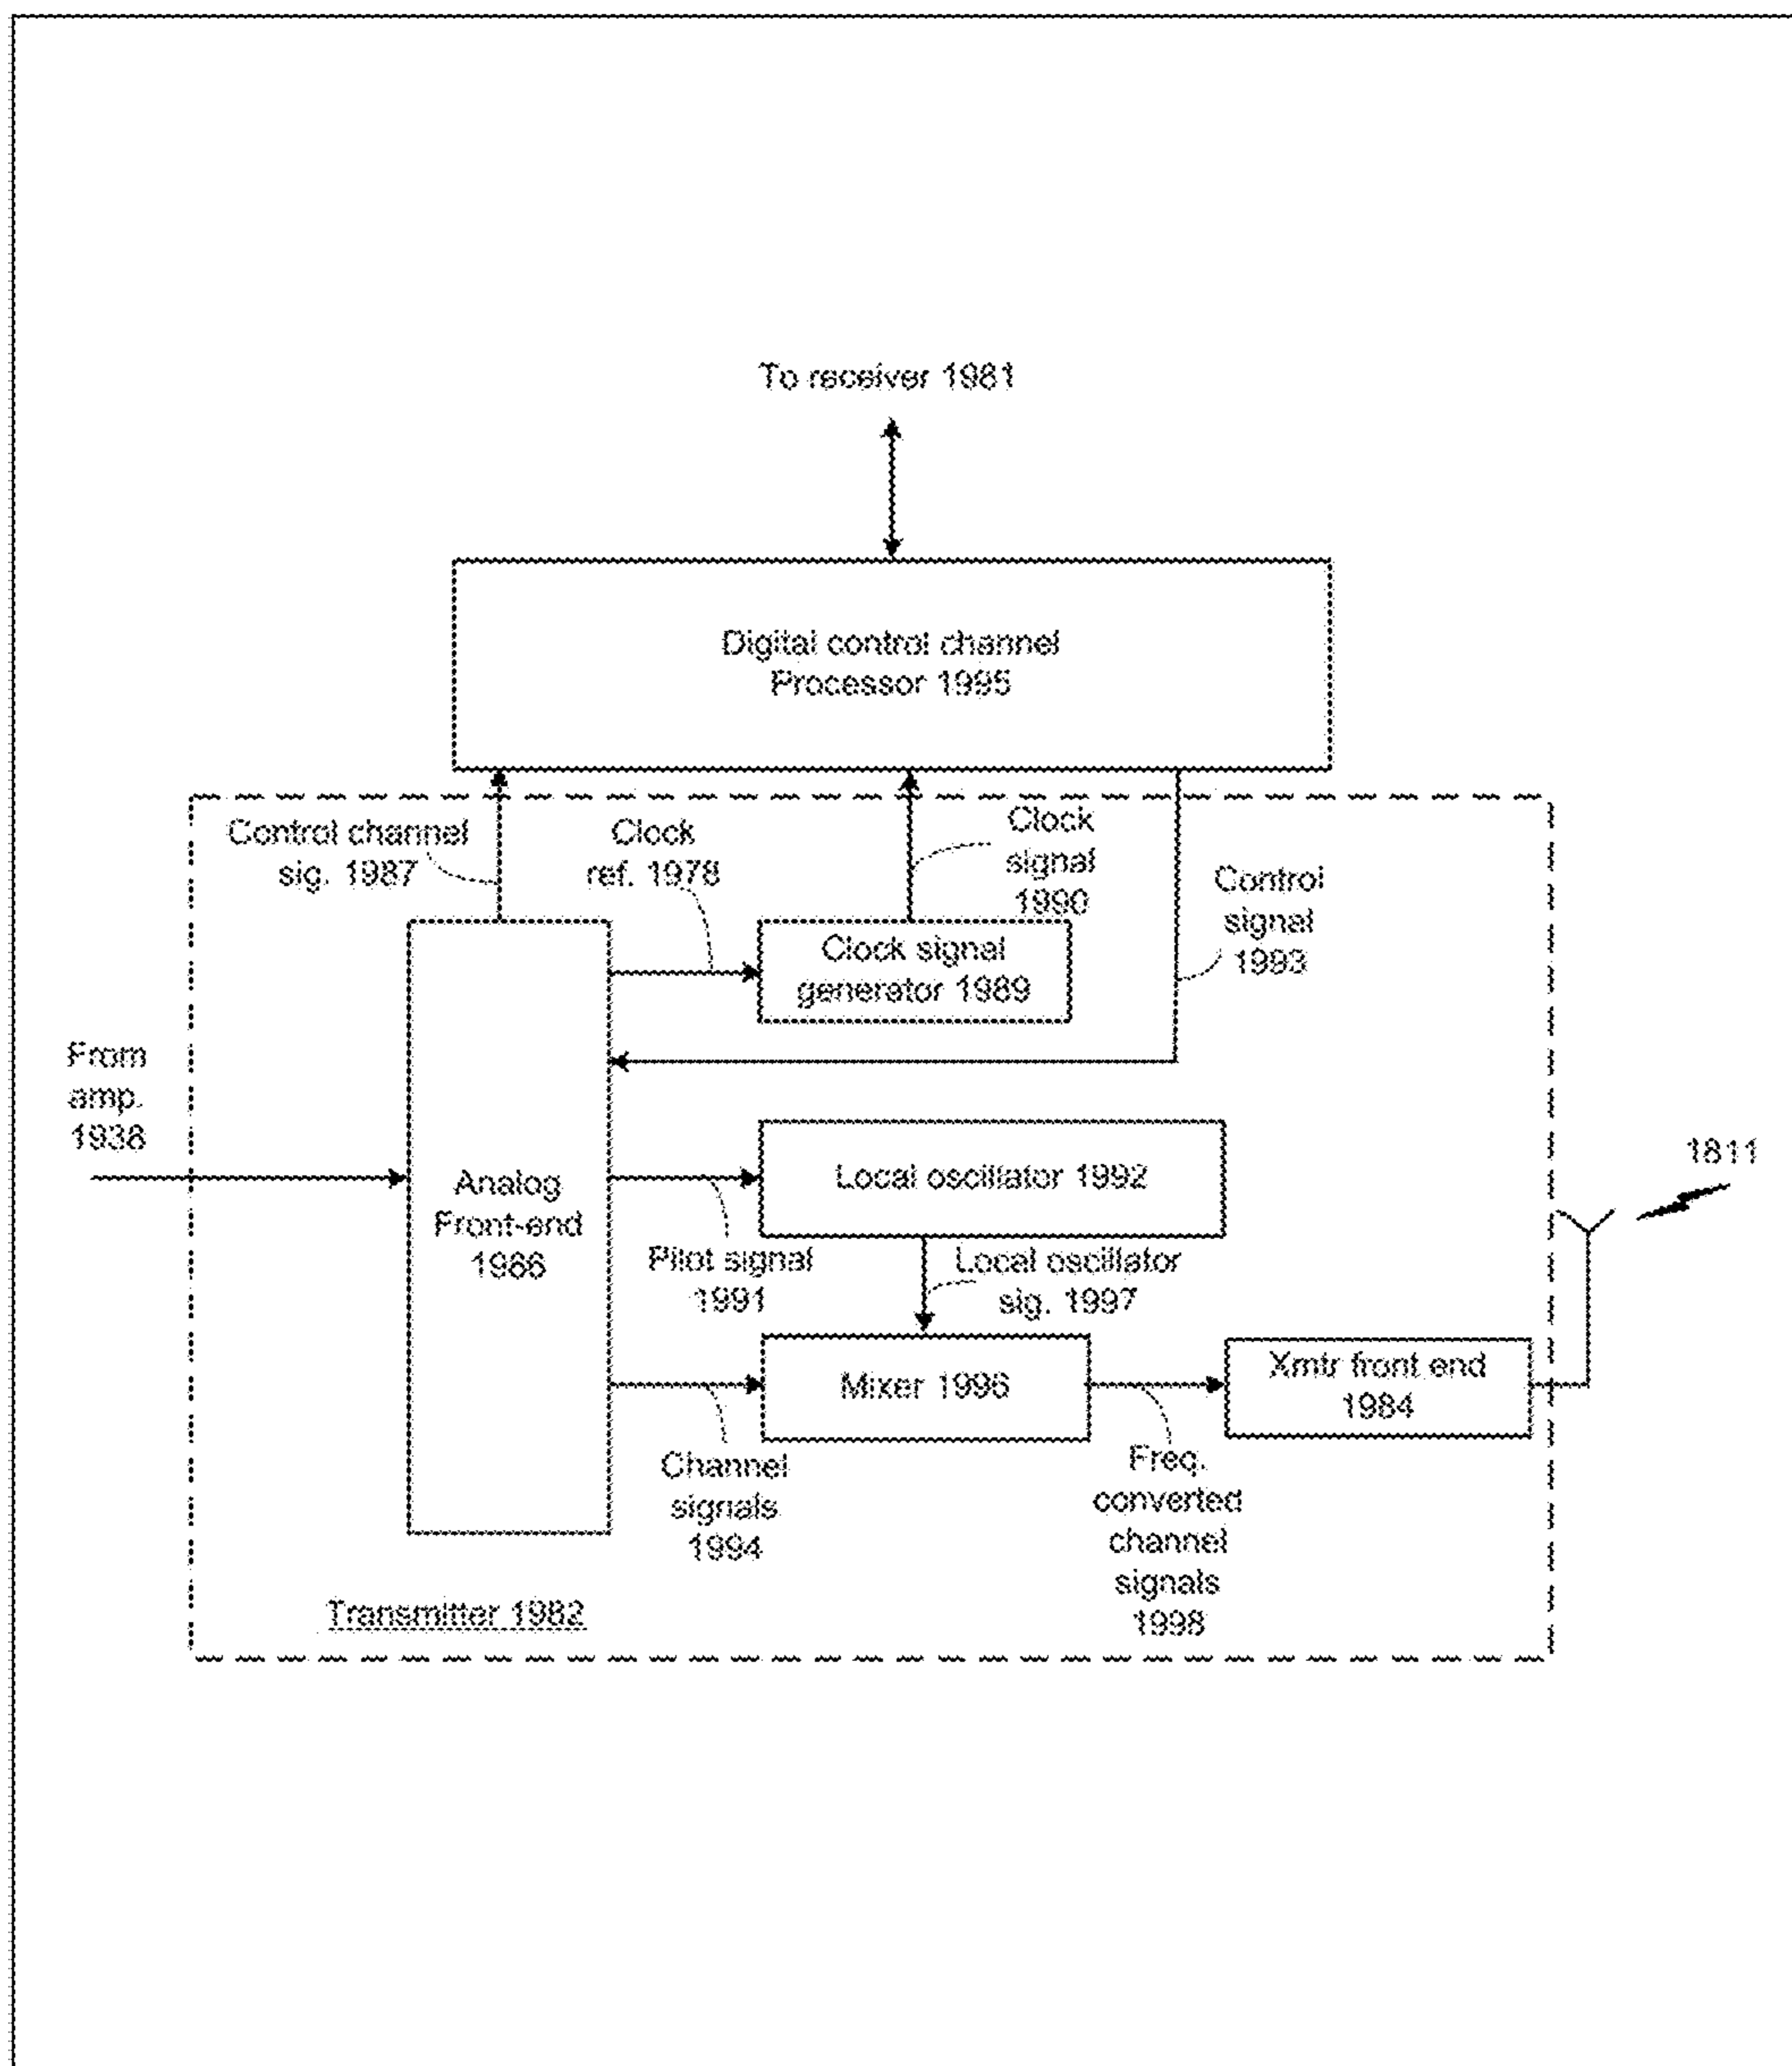 To receiver 1981
Digital control channel
Processor 1995
Control channel
sig. 1987
Clock
ref. 1978
Clock
signal
1990
Control
signal
1993
Clock signal
generator 1989
From
amp.
1938
Analog
Front-end
1986
Local oscillator 1992
1811
Pilot signal
1991
Local oscillator
sig. 1997
Mixer 1996
Xmtr front end
1984
Channel
signals
1994
Freq.
converted
channel
signals
1998
Transmitter 1982